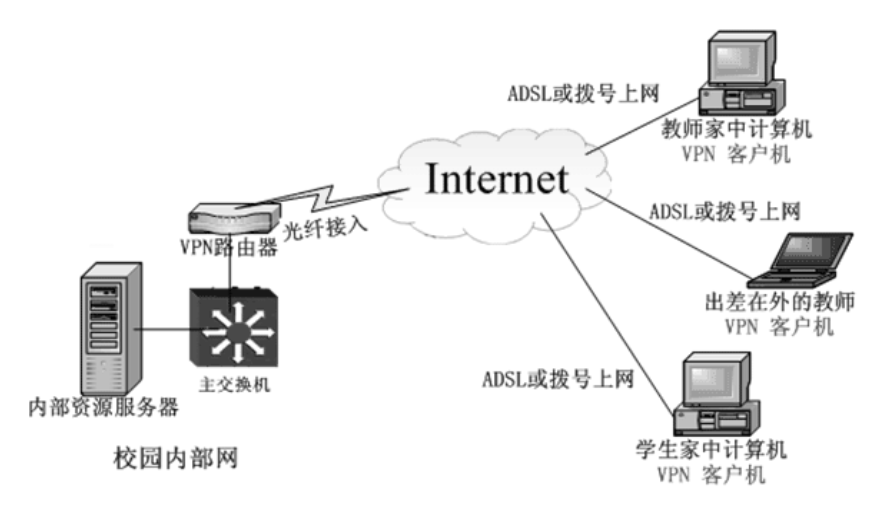 ADSL或拨号上网
教师家中计算机
VPN 客户机
Internet
ADSL或拨号上网
VPN路由器
光纤接入
出差在外的教师
VPN 客户机
主交换机
ADSL或拨号上网
内部资源服务器
校园内部网
学生家中计算机
VPN 客户机